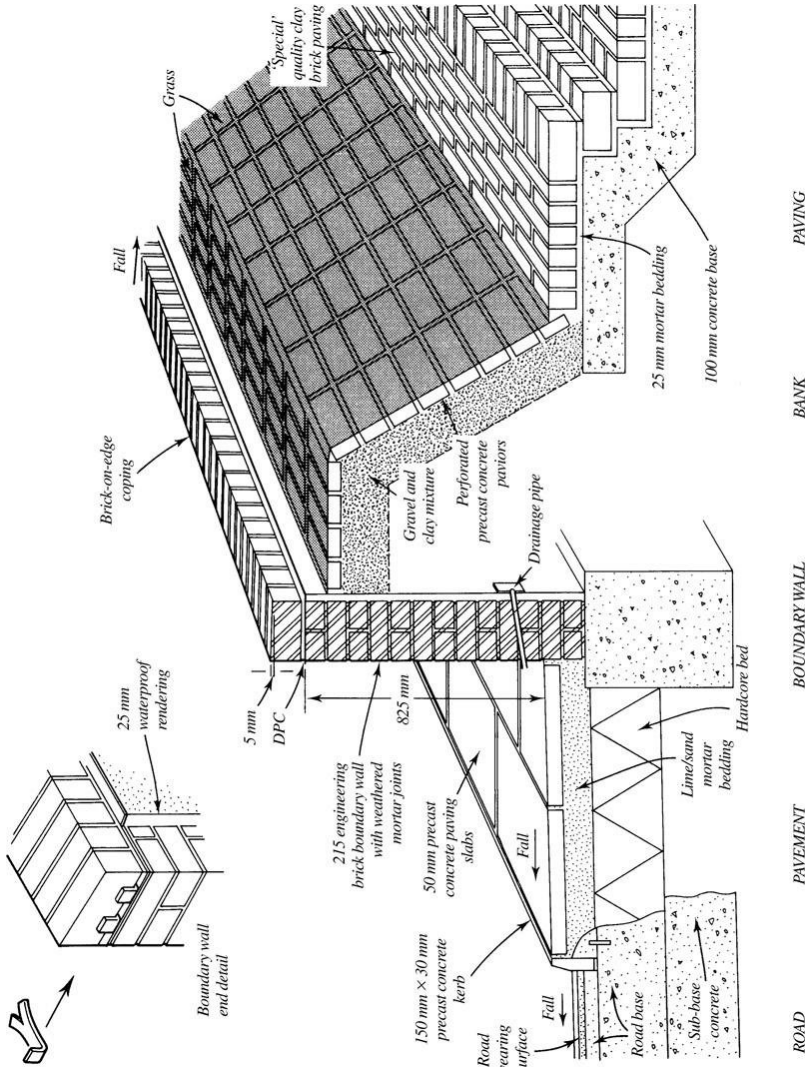 Boundary wall
end detail
25 mm
waterproof
rendering
Brick-on-edge
coping
Fall
Grass
'Special'
quality clay
brick paving
5 mm
DPC
825 mm
215 engineering
brick boundary wall
with weathered
mortar joints
50 mm precast
concrete paving
slabs
150 mm × 30 mm
precast concrete
kerb
Fall
Fall
Road
earing
urface
Road base
Sub-base
concrete
Lime/sand
mortar
bedding
Hardcore bed
Gravel and
clay mixture
Perforated
precast concrete
paviors
Drainage pipe
25 mm mortar bedding
100 mm concrete base
ROAD
PAVEMENT
BOUNDARY WALL
BANK
PAVING